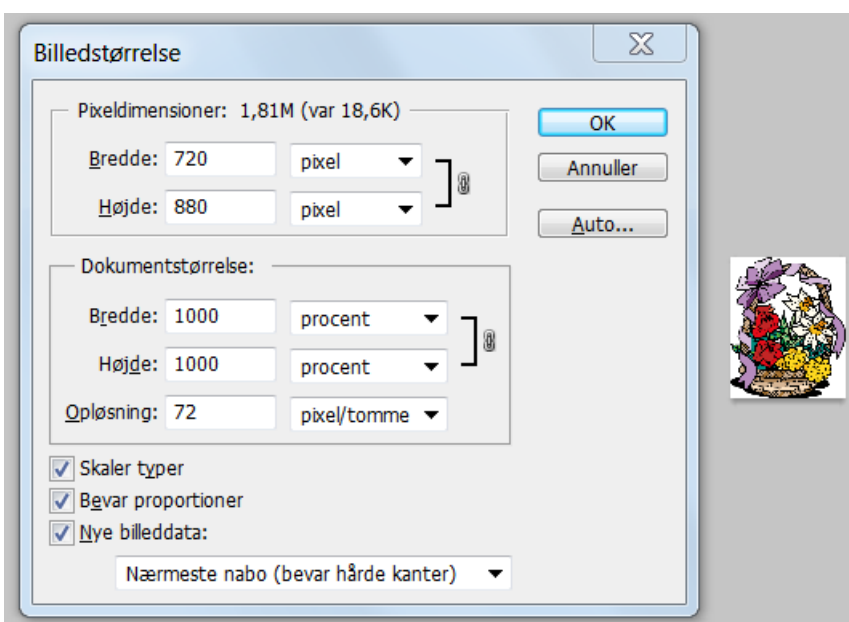 Billedstørrelse
Pixeldimensioner: 1,81M (var 18,6K)
Bredde: 720 pixel
Højde: 880 pixel
OK
Annuller
Auto...
Dokumentstørrelse:
Bredde: 1000 procent
Højde: 1000 procent
Opløsning: 72 pixel/tomme
Skaler typer
Bevar proportioner
Nye billeddata:
Nærmeste nabo (bevar hårde kanter)